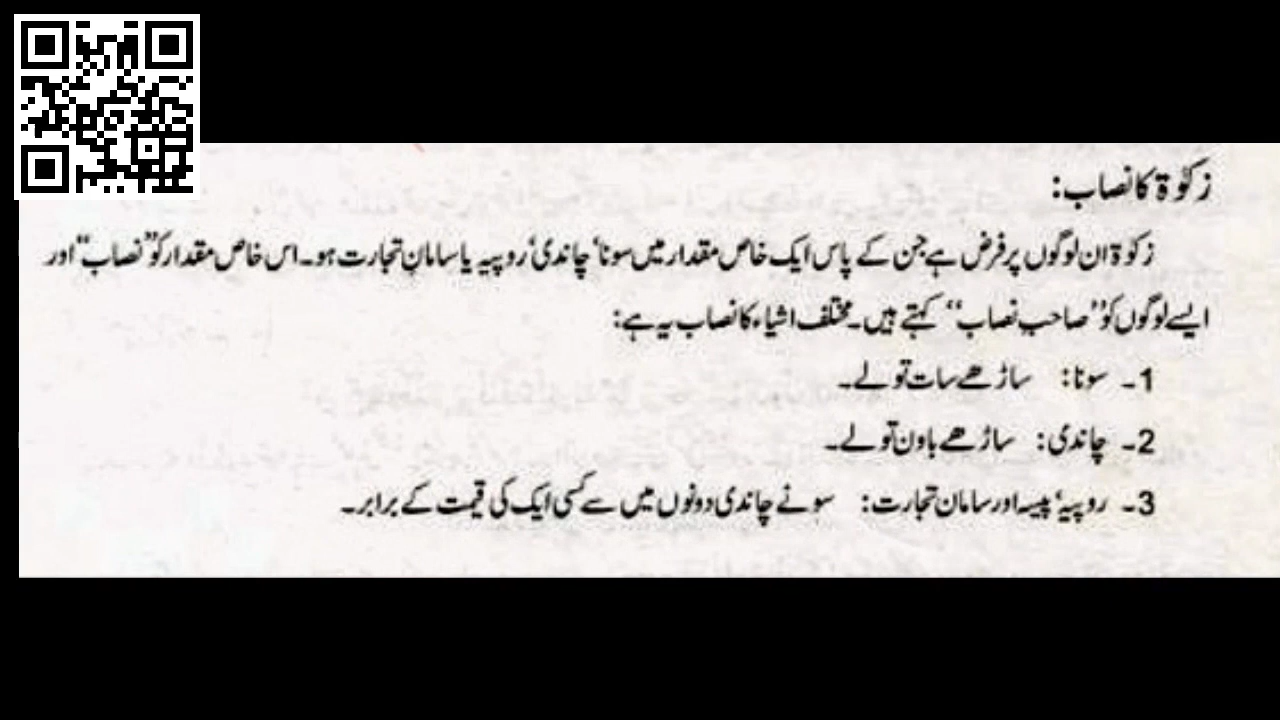 زکوٰۃ کا نصاب:
زکوٰۃ ان لوگوں پر فرض ہے جن کے پاس ایک خاص مقدار میں سونا‘ چاندی‘ روپیہ یا سامانِ تجارت ہو۔ اس خاص مقدار کو ’’نصاب‘‘ اور
ایسے لوگوں کو ’’صاحبِ نصاب‘‘ کہتے ہیں۔ مختلف اشیاء کا نصاب یہ ہے:
1۔ سونا: ساڑھے سات تولے۔
2۔ چاندی: ساڑھے باون تولے۔
3۔ روپیہ‘ پیسہ اور سامان تجارت: سونے چاندی دونوں میں سے کسی ایک کی قیمت کے برابر۔